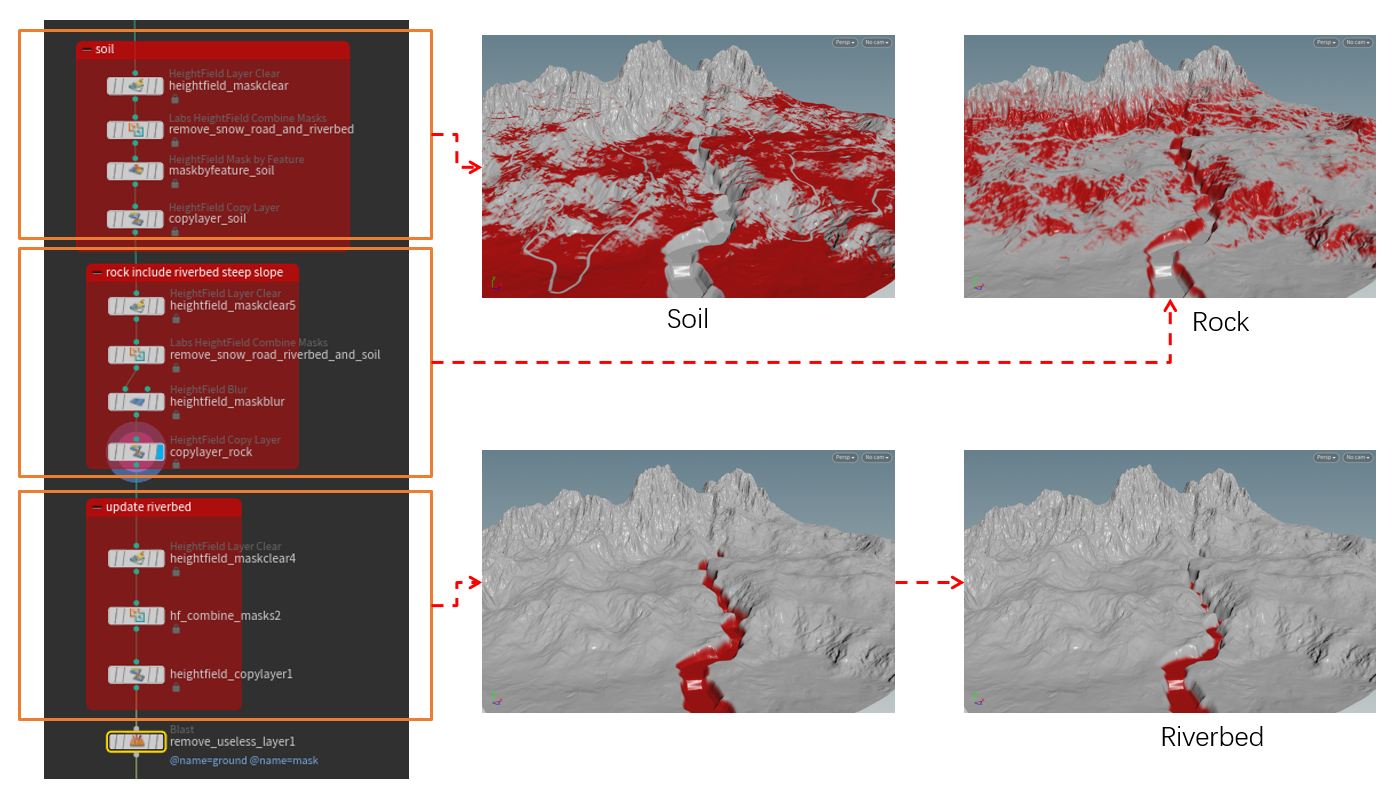 soil
HeightField Layer Clear
heightfield_maskclear
Labs HeightField Combine Masks
remove_snow_road_and_riverbed
HeightField Mask by Feature
maskbyfeature_soil
HeightField Copy Layer
copylayer_soil
rock include riverbed steep slope
HeightField Layer Clear
heightfield_maskclear5
Labs HeightField Combine Masks
remove_snow_road_riverbed_and_soil
HeightField Blur
heightfield_maskblur
HeightField Copy Layer
copylayer_rock
update riverbed
HeightField Layer Clear
heightfield_maskclear4
hf_combine_masks2
heightfield_copylayer1
Blast
remove_useless_layer1
@name=ground @name=mask
Persp No cam
Soil
Persp No cam
Rock
Persp No cam
Persp No cam
Riverbed